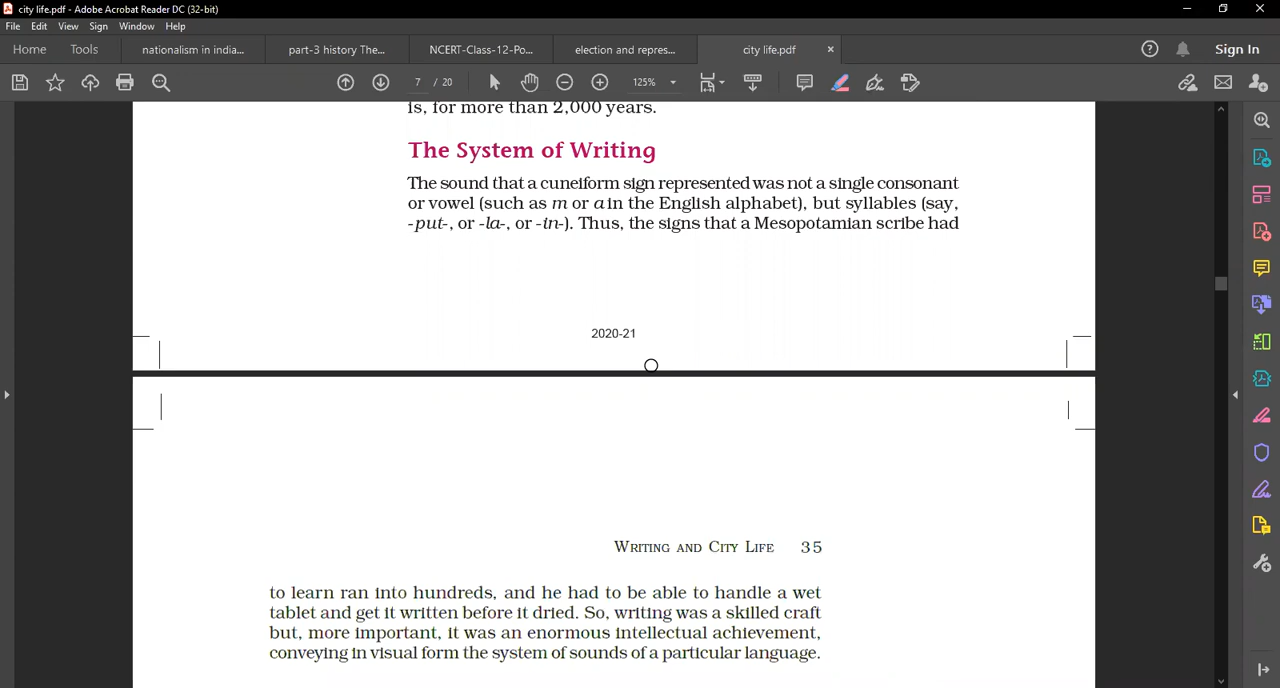 city life.pdf - Adobe Acrobat Reader DC (32-bit)
File Edit View Sign Window Help
Home Tools nationalism in india... part-3 history The... NCERT-Class-12-Po... election and repres... city life.pdf × Sign In
7 / 20 125%
is, for more than 2,000 years.
The System of Writing
The sound that a cuneiform sign represented was not a single consonant
or vowel (such as m or a in the English alphabet), but syllables (say,
-put-, or -la-, or -in-). Thus, the signs that a Mesopotamian scribe had
2020-21
WRITING AND CITY LIFE 35
to learn ran into hundreds, and he had to be able to handle a wet
tablet and get it written before it dried. So, writing was a skilled craft
but, more important, it was an enormous intellectual achievement,
conveying in visual form the system of sounds of a particular language.